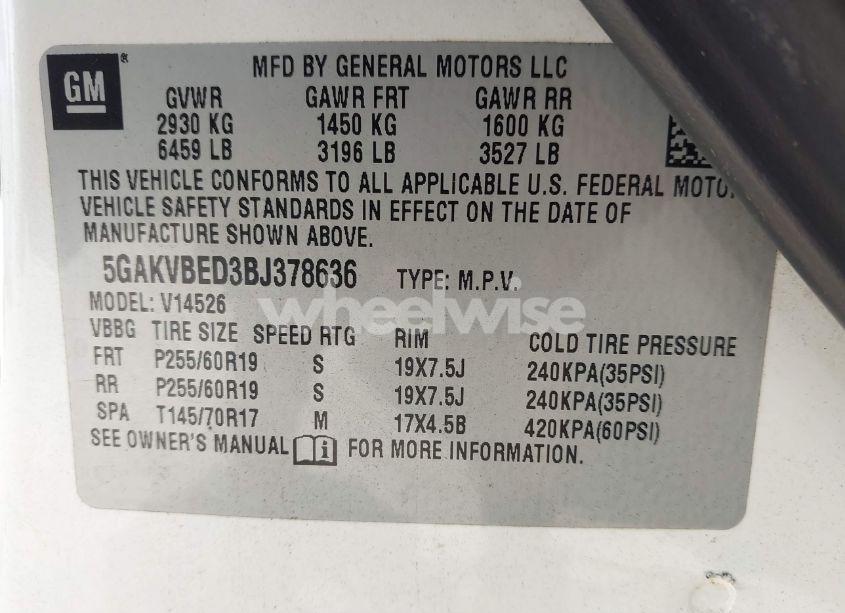 GM ®
MFD BY GENERAL MOTORS LLC
GVWR GAWR FRT GAWR RR
2930 KG 1450 KG 1600 KG
6459 LB 3196 LB 3527 LB
THIS VEHICLE CONFORMS TO ALL APPLICABLE U.S. FEDERAL MOTO
VEHICLE SAFETY STANDARDS IN EFFECT ON THE DATE OF
MANUFACTURE SHOWN ABOVE.
5GAKVBED3BJ378636 TYPE: M.P.V.
MODEL: V14526
wheelwise
VBBG TIRE SIZE SPEED RTG RIM COLD TIRE PRESSURE
FRT P255/60R19 S 19X7.5J 240KPA(35PSI)
RR P255/60R19 S 19X7.5J 240KPA(35PSI)
SPA T145/70R17 M 17X4.5B 420KPA(60PSI)
SEE OWNER'S MANUAL i FOR MORE INFORMATION.